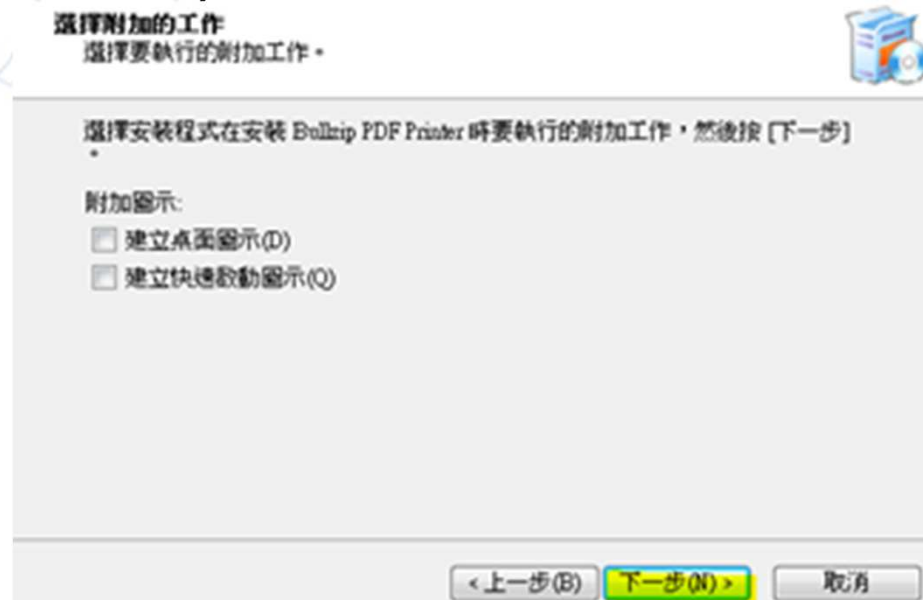 選擇附加的工作
選擇要執行的附加工作。
選擇安裝程式在安裝 Bullzip PDF Printer 時要執行的附加工作，然後按 [下一步]
。
附加圖示:
建立桌面圖示(D)
建立快速啟動圖示(Q)
<上一步(B) 下一步(N)> 取消